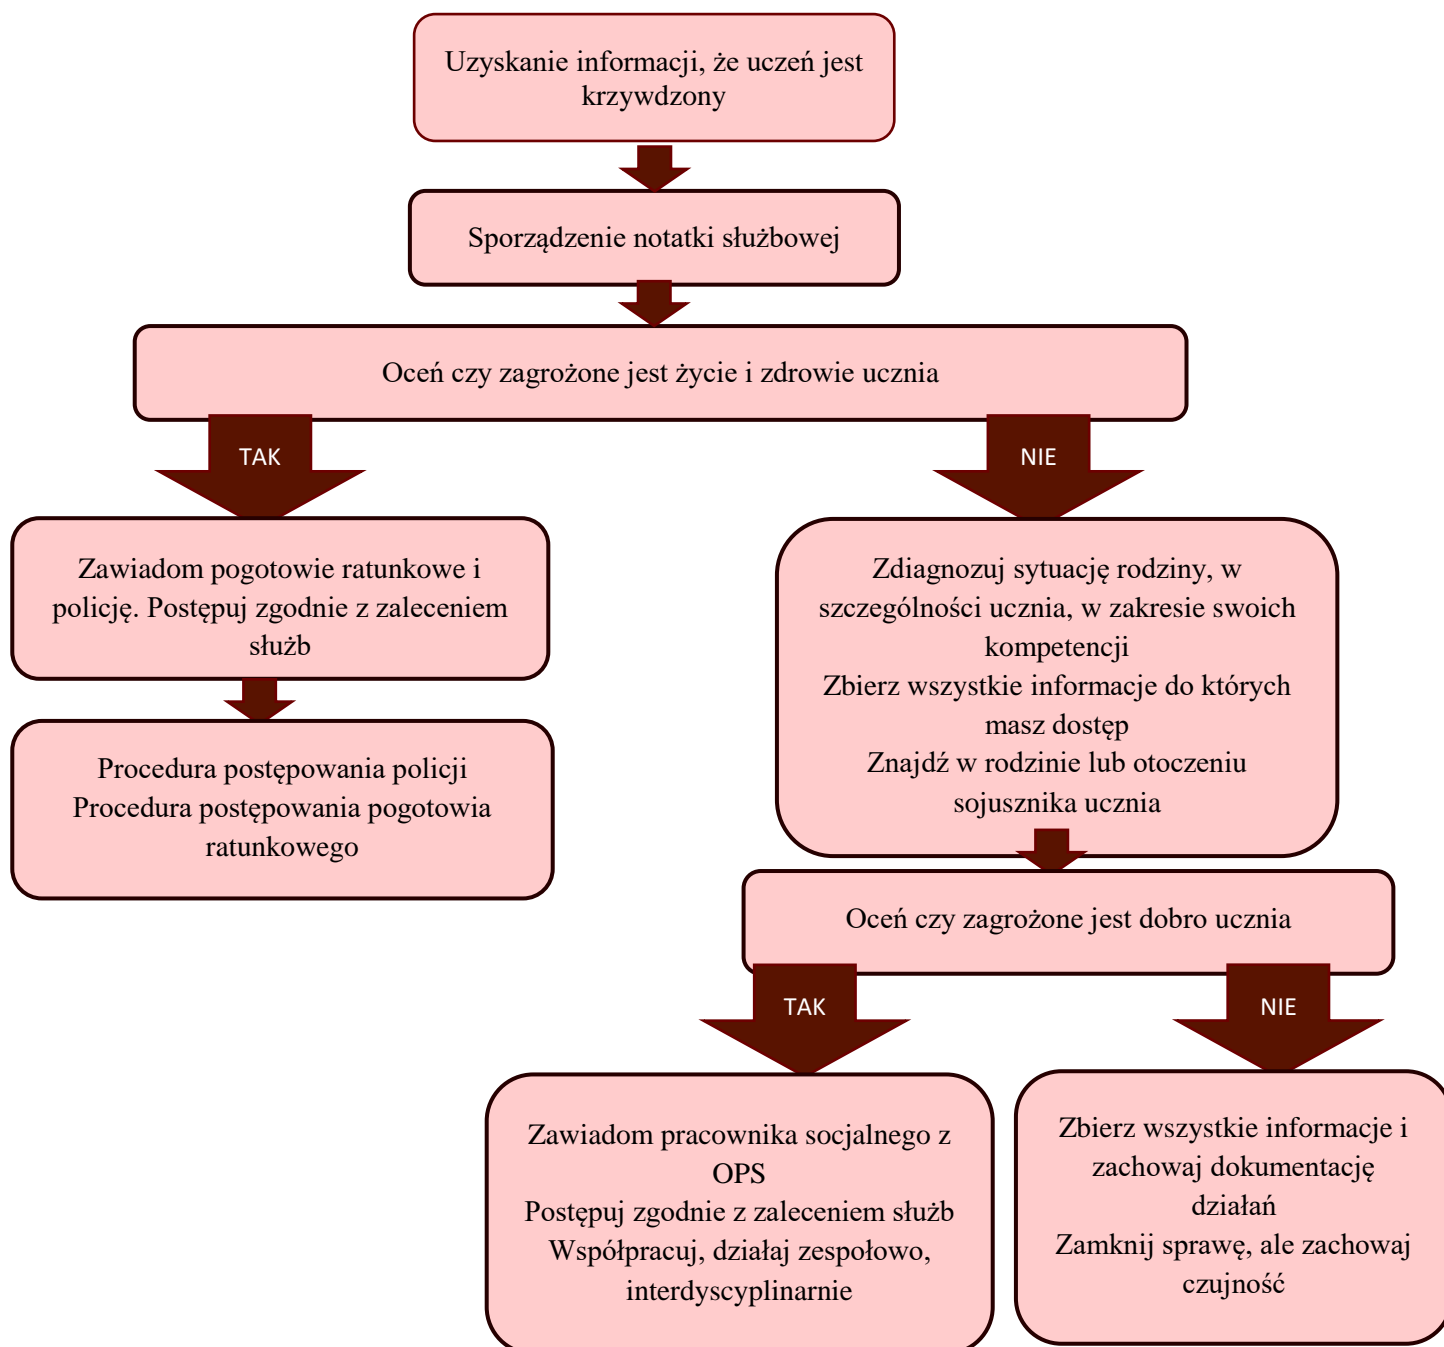 Uzyskanie informacji, że uczeń jest
krzywdzony
Sporządzenie notatki służbowej
Oceń czy zagrożone jest życie i zdrowie ucznia
TAK
NIE
Zawiadom pogotowie ratunkowe i
policję. Postępuj zgodnie z zaleceniem
służb
Procedura postępowania policji
Procedura postępowania pogotowia
ratunkowego
Zdiagnozuj sytuację rodziny, w
szczególności ucznia, w zakresie swoich
kompetencji
Zbierz wszystkie informacje do których
masz dostęp
Znajdź w rodzinie lub otoczeniu
sojusznika ucznia
Oceń czy zagrożone jest dobro ucznia
TAK
NIE
Zawiadom pracownika socjalnego z
OPS
Postępuj zgodnie z zaleceniem służb
Współpracuj, działaj zespołowo,
interdyscyplinarnie
Zbierz wszystkie informacje i
zachowaj dokumentację
działań
Zamknij sprawę, ale zachowaj
czujność